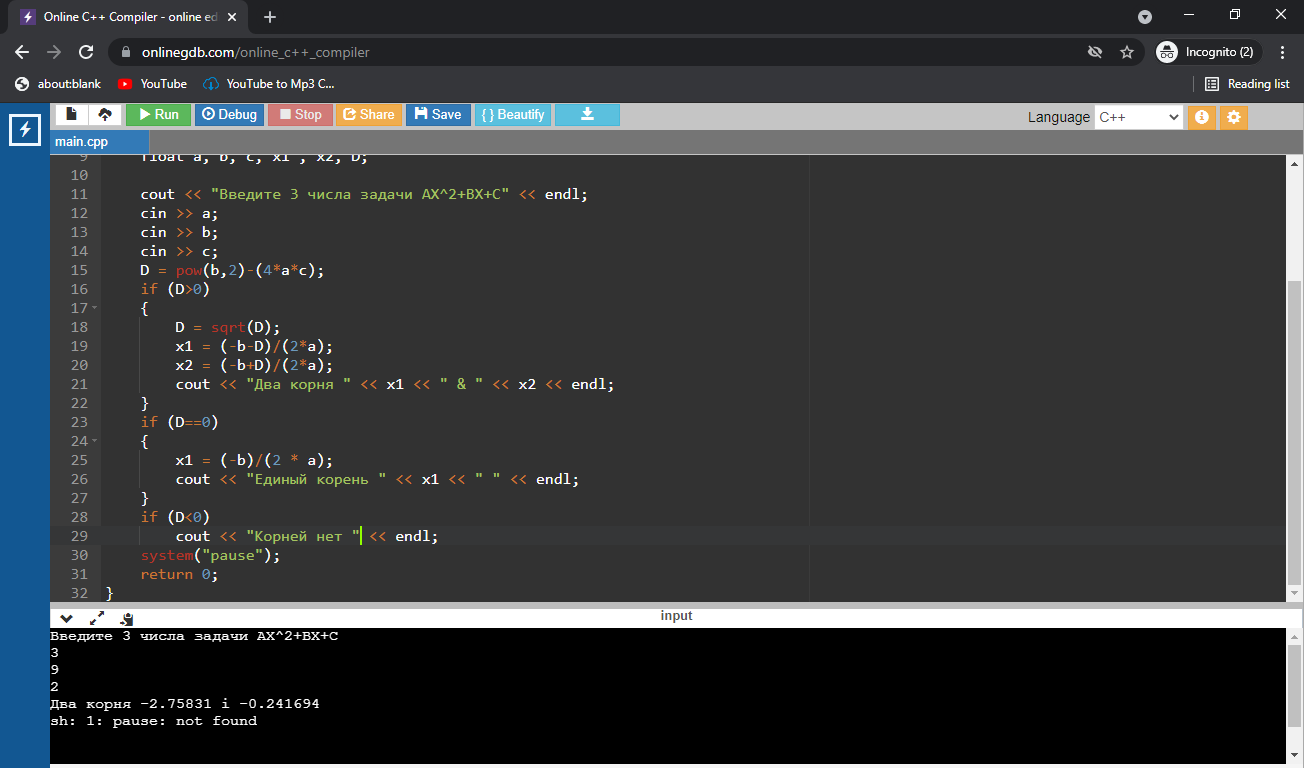 Online C++ Compiler - online ed
onlinegdb.com/online_c++_compiler
Incognito (2)
about:blank
YouTube
YouTube to Mp3 C...
Reading list
Run
Debug
Stop
Share
Save
{ } Beautify
Language
C++
main.cpp
9 float a, b, c, x1 , x2, D;
10
11 cout << "Введите 3 числа задачи AX^2+BX+C" << endl;
12 cin >> a;
13 cin >> b;
14 cin >> c;
15 D = pow(b,2)-(4*a*c);
16 if (D>0)
17 {
18 D = sqrt(D);
19 x1 = (-b-D)/(2*a);
20 x2 = (-b+D)/(2*a);
21 cout << "Два корня " << x1 << " & " << x2 << endl;
22 }
23 if (D==0)
24 {
25 x1 = (-b)/(2 * a);
26 cout << "Единый корень " << x1 << " " << endl;
27 }
28 if (D<0)
29 cout << "Корней нет " << endl;
30 system("pause");
31 return 0;
32 }
input
Введите 3 числа задачи AX^2+BX+C
3
9
2
Два корня -2.75831 i -0.241694
sh: 1: pause: not found